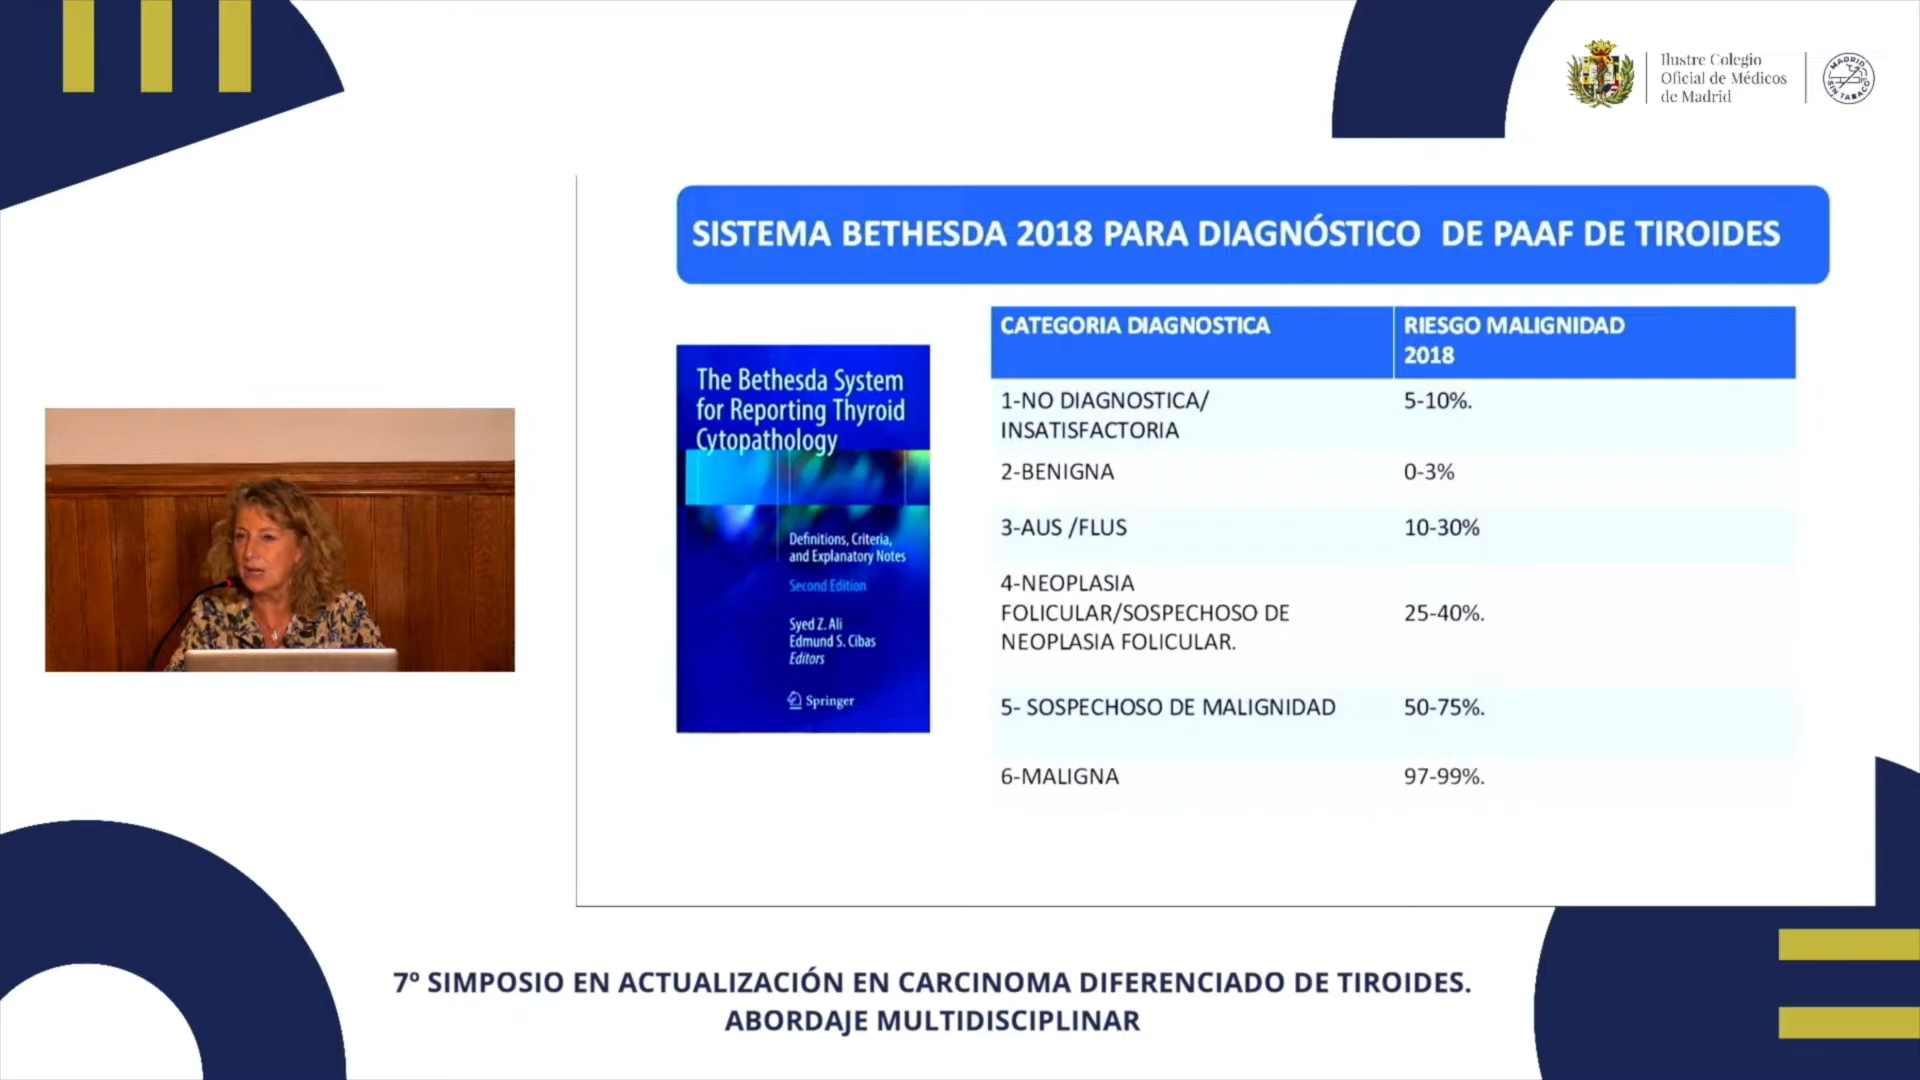 Ilustre Colegio
Oficial de Médicos
de Madrid
MADRID
SIN TABACO
SISTEMA BETHESDA 2018 PARA DIAGNÓSTICO DE PAAF DE TIROIDES
The Bethesda System
for Reporting Thyroid
Cytopathology
Definitions, Criteria,
and Explanatory Notes
Second Edition
Syed Z. Ali
Edmund S. Cibas
Editors
Springer
CATEGORIA DIAGNOSTICA
RIESGO MALIGNIDAD
2018
1-NO DIAGNOSTICA/
INSATISFACTORIA
5-10%.
2-BENIGNA
0-3%
3-AUS /FLUS
10-30%
4-NEOPLASIA
FOLICULAR/SOSPECHOSO DE
NEOPLASIA FOLICULAR.
25-40%.
5- SOSPECHOSO DE MALIGNIDAD
50-75%.
6-MALIGNA
97-99%.
7º SIMPOSIO EN ACTUALIZACIÓN EN CARCINOMA DIFERENCIADO DE TIROIDES.
ABORDAJE MULTIDISCIPLINAR